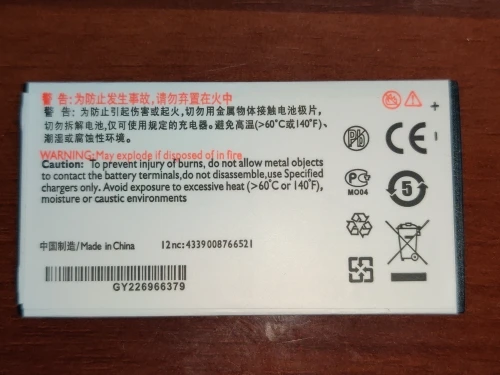 警 告:为防止发生事故,请勿弃置在火中
警 告:为防止引起伤害或起火,切勿用金属物体接触电池极片,
切勿拆解电池,仅可使用规定的充电器。避免高温(>60°C或140°F)、
潮湿或腐蚀性环境。
WARNING:May explode if disposed of in fire
Caution: To prevent injury of burns, do not allow metal objects
to contact the battery terminals,do not disassemble,use Specified
chargers only. Avoid exposure to excessive heat (>60°C or 140°F),
moisture or caustic environments
中国制造/Made in China 12nc:4339008766521
GY226966379
+
-
Pb CE
PC MO04 5